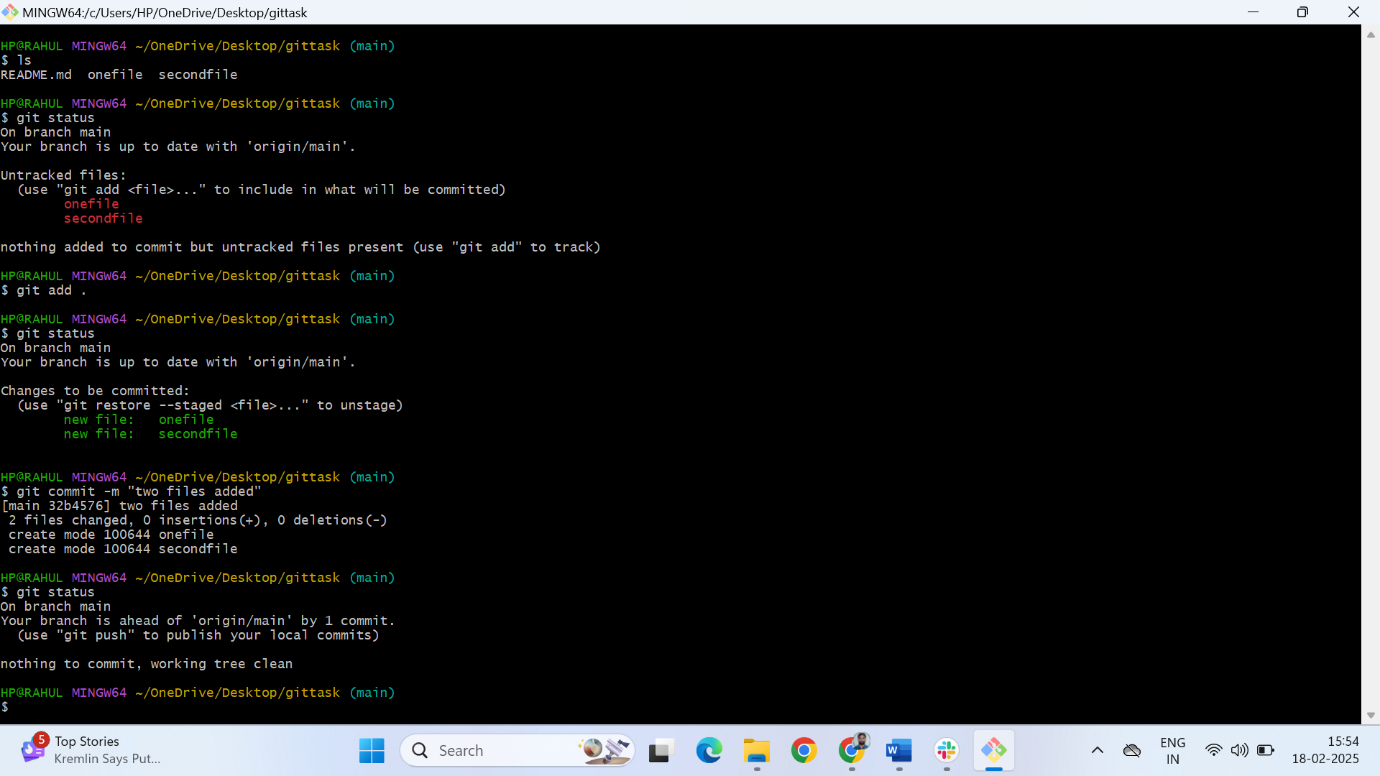 MINGW64:/c/Users/HP/OneDrive/Desktop/gittask
HP@RAHUL MINGW64 ~/OneDrive/Desktop/gittask (main)
$ ls
README.md  onefile  secondfile
HP@RAHUL MINGW64 ~/OneDrive/Desktop/gittask (main)
$ git status
On branch main
Your branch is up to date with 'origin/main'.
Untracked files:
  (use "git add <file>..." to include in what will be committed)
        onefile
        secondfile
nothing added to commit but untracked files present (use "git add" to track)
HP@RAHUL MINGW64 ~/OneDrive/Desktop/gittask (main)
$ git add .
HP@RAHUL MINGW64 ~/OneDrive/Desktop/gittask (main)
$ git status
On branch main
Your branch is up to date with 'origin/main'.
Changes to be committed:
  (use "git restore --staged <file>..." to unstage)
        new file:   onefile
        new file:   secondfile
HP@RAHUL MINGW64 ~/OneDrive/Desktop/gittask (main)
$ git commit -m "two files added"
[main 32b4576] two files added
 2 files changed, 0 insertions(+), 0 deletions(-)
 create mode 100644 onefile
 create mode 100644 secondfile
HP@RAHUL MINGW64 ~/OneDrive/Desktop/gittask (main)
$ git status
On branch main
Your branch is ahead of 'origin/main' by 1 commit.
  (use "git push" to publish your local commits)
nothing to commit, working tree clean
HP@RAHUL MINGW64 ~/OneDrive/Desktop/gittask (main)
$
5
Top Stories
Kremlin Says Put...
Search
W
ENG
IN
15:54
18-02-2025